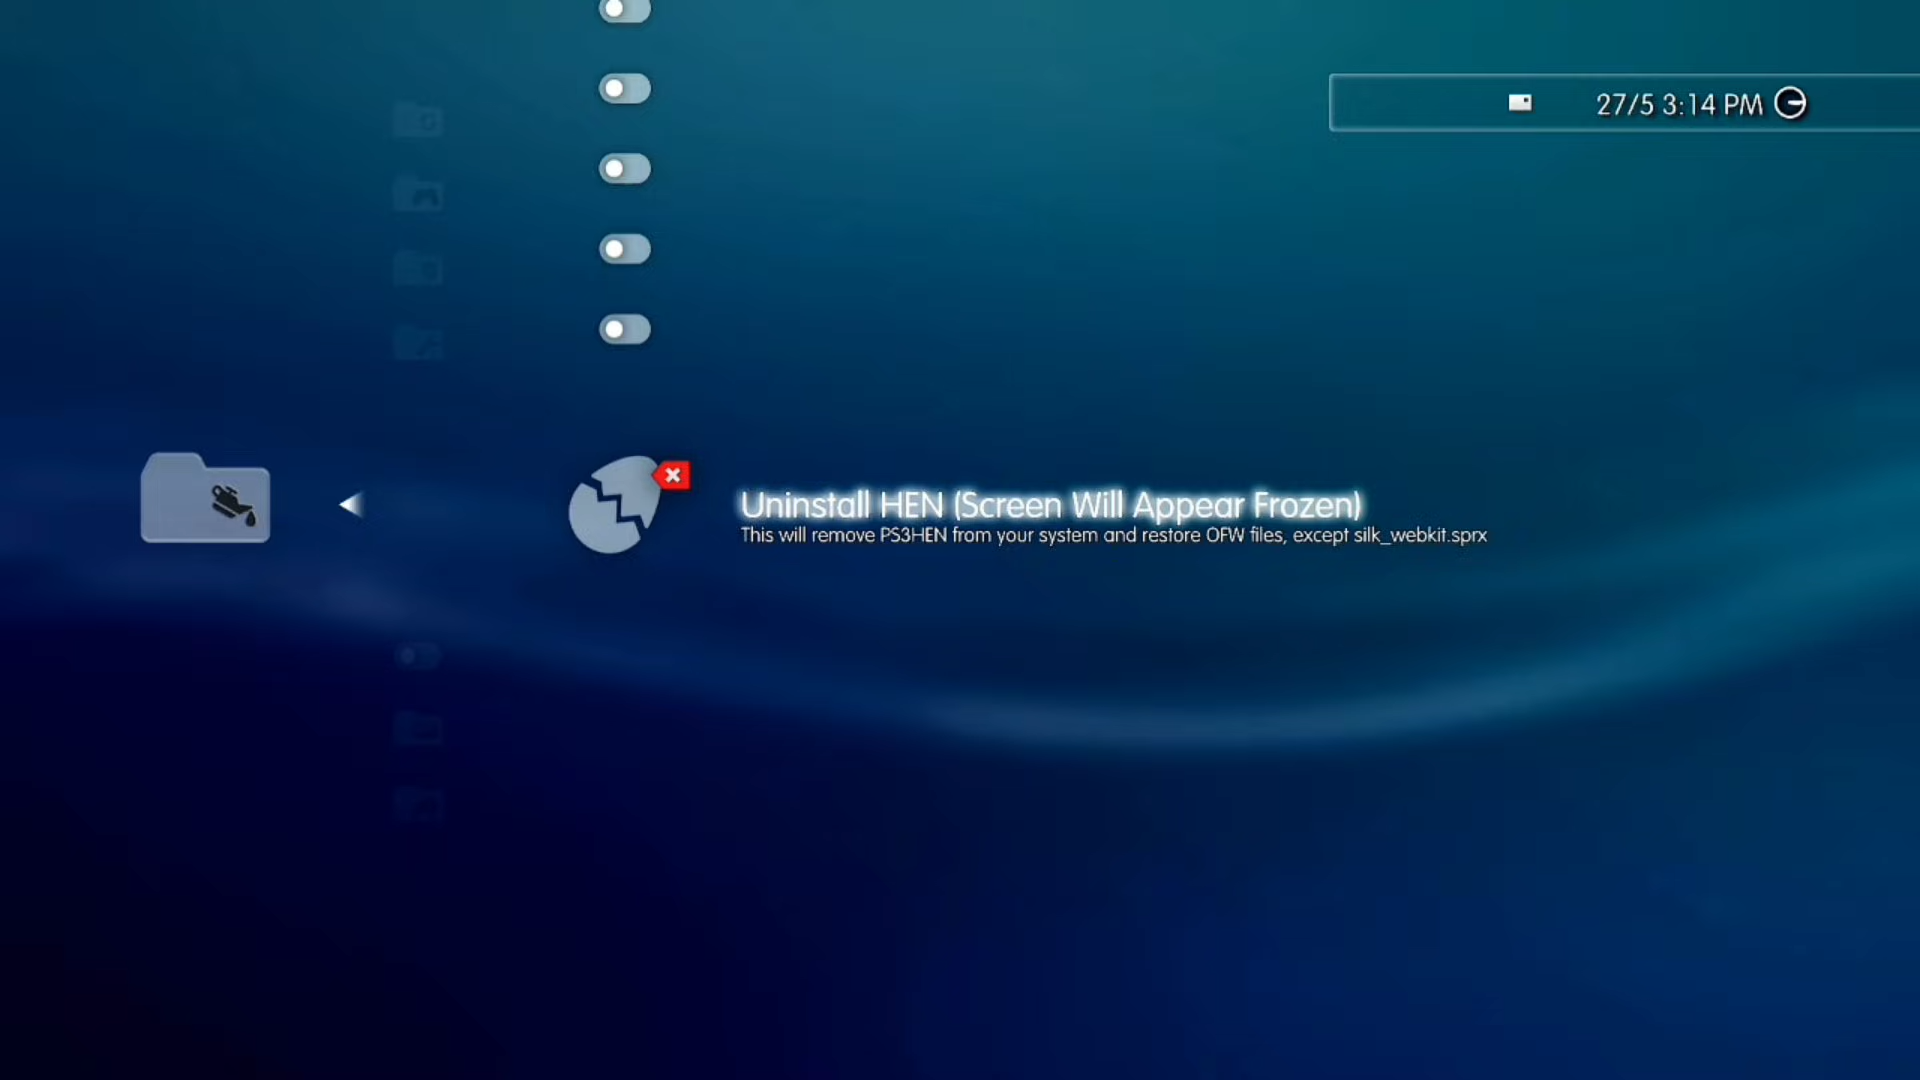 27/5 3:14 PM
Uninstall HEN (Screen Will Appear Frozen)
This will remove PS3HEN from your system and restore OFW files, except silk_webkit.sprx